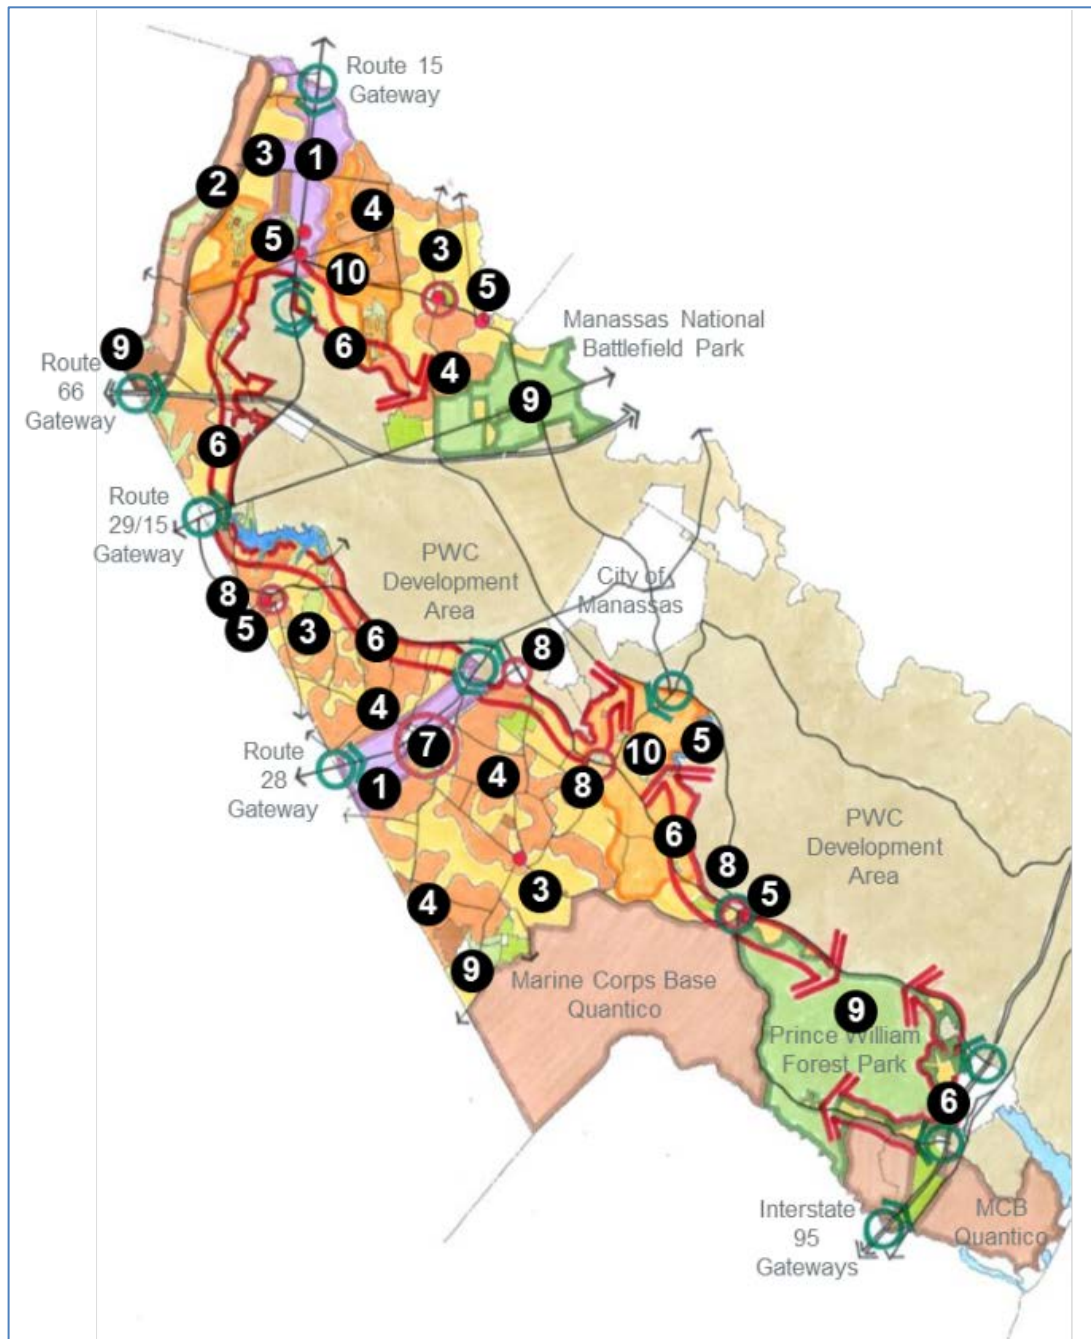 Route 15
Gateway
3
1
2
4
5
3
10
5
Manassas National
Battlefield Park
6
9
Route
66
Gateway
4
9
6
Route
29/15
Gateway
PWC
Development
Area
City of
Manassas
8
5
3
6
8
4
7
10
5
Route
28
Gateway
1
4
8
6
PWC
Development
Area
8
5
3
4
9
Marine Corps Base
Quantico
9
Prince William
Forest Park
6
Interstate
95
Gateways
MCB
Quantico